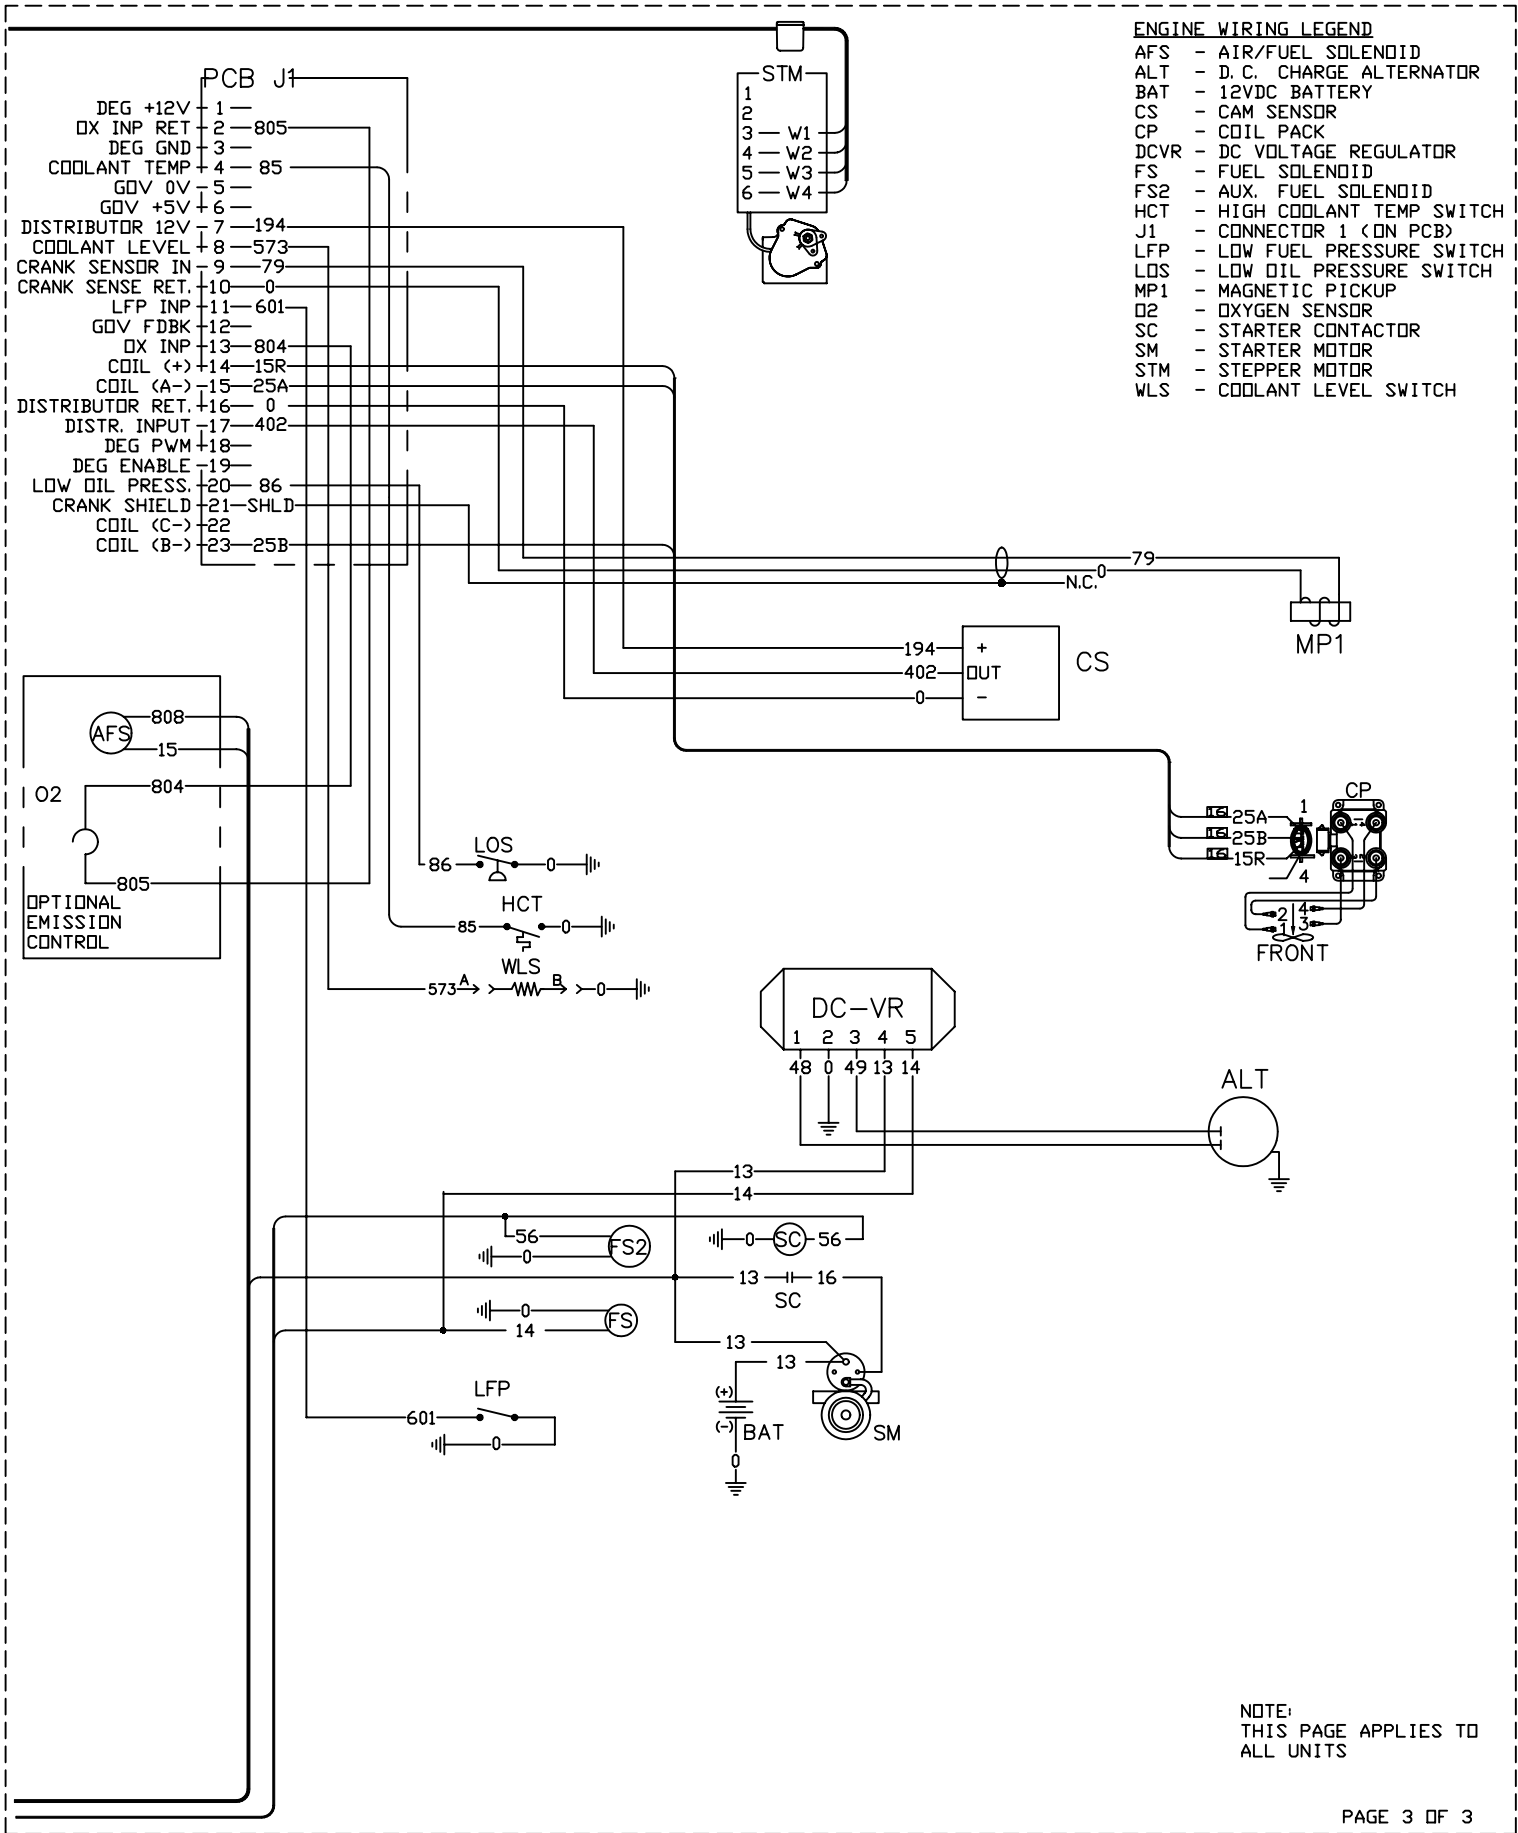 ENGINE WIRING LEGEND
AFS - AIR/FUEL SOLENOID
ALT - D.C. CHARGE ALTERNATOR
BAT - 12VDC BATTERY
CS - CAM SENSOR
CP - COIL PACK
DCVR - DC VOLTAGE REGULATOR
FS - FUEL SOLENOID
FS2 - AUX. FUEL SOLENOID
HCT - HIGH COOLANT TEMP SWITCH
J1 - CONNECTOR 1 (ON PCB)
LFP - LOW FUEL PRESSURE SWITCH
LOS - LOW OIL PRESSURE SWITCH
MP1 - MAGNETIC PICKUP
O2 - OXYGEN SENSOR
SC - STARTER CONTACTOR
SM - STARTER MOTOR
STM - STEPPER MOTOR
WLS - COOLANT LEVEL SWITCH
STM
1
2
3 W1
4 W2
5 W3
6 W4
PCB J1
DEG +12V 1
OX INP RET 2 805
DEG GND 3
COOLANT TEMP 4 85
GOV 0V 5
GOV +5V 6
DISTRIBUTOR 12V 7 194
COOLANT LEVEL 8 573
CRANK SENSOR IN 9 79
CRANK SENSE RET. 10 0
LFP INP 11 601
GOV FDBK 12
OX INP 13 804
COIL (+) 14 15R
COIL (A-) 15 25A
DISTRIBUTOR RET. 16 0
DISTR. INPUT 17 402
DEG PWM 18
DEG ENABLE 19
LOW OIL PRESS. 20 86
CRANK SHIELD 21 SHLD
COIL (C-) 22
COIL (B-) 23 25B
79
0
N.C.
MP1
194 +
402 OUT
0 -
CS
AFS
808
15
O2
804
805
OPTIONAL
EMISSION
CONTROL
CP
16 25A 1
16 25B
16 15R
4
2 4
1 3
FRONT
LOS
86 0
HCT
85 0
WLS
573 A B 0
DC-VR
1 2 3 4 5
48 0 49 13 14
ALT
13
14
56
0
FS2
0 SC 56
13 16
SC
0
14
FS
13
13
(+)
(-)
BAT
0
SM
LFP
601
0
NOTE:
THIS PAGE APPLIES TO
ALL UNITS
PAGE 3 OF 3